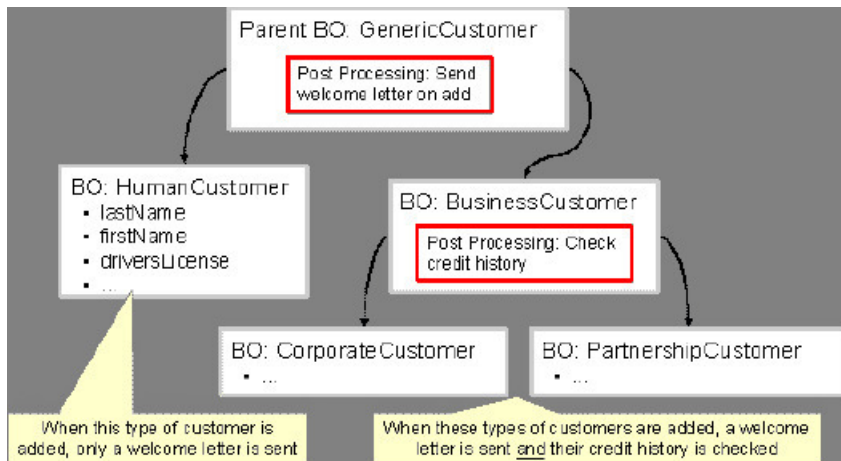 Parent BO: GenericCustomer
Post Processing: Send
welcome letter on add
BO: HumanCustomer
▪ lastName
▪ firstName
▪ driversLicense
▪ ...
BO: BusinessCustomer
Post Processing: Check
credit history
BO: CorporateCustomer
▪ ...
BO: PartnershipCustomer
▪ ...
When this type of customer is
added, only a welcome letter is sent
When these types of customers are added, a welcome
letter is sent and their credit history is checked